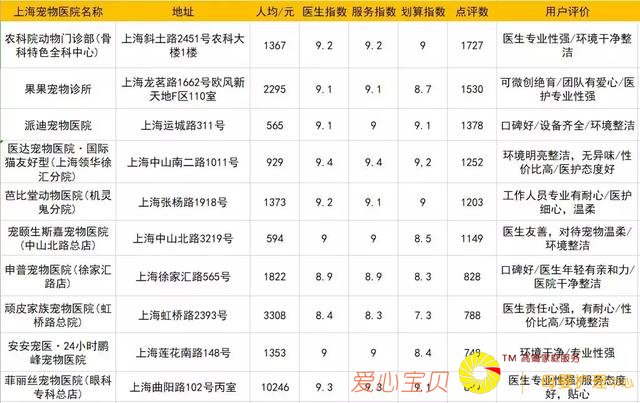 上海宠物医院名称 地址 人均/元 医生指数 服务指数 划算指数 点评数 用户评价
农科院动物门诊部(骨科特色全科中心) 上海斜土路2451号农科大楼1楼 1367 9.2 9.2 9 1727 医生专业性强/环境干净整洁
果果宠物诊所 上海龙茗路1662号欧风新天地F区110室 2295 9.1 9.1 8.7 1530 可微创绝育/团队有爱心/医护专业性强
派迪宠物医院 上海运城路311号 565 9.1 9 9.1 1378 口碑好/设备齐全/环境整洁
医达宠物医院·国际猫友好型(上海领华徐汇分院) 上海中山南二路1011号 929 9.4 9.4 9.2 1252 环境明亮整洁，无异味/性价比高/医护态度好
芭比堂动物医院(机灵鬼分院) 上海张杨路1918号 1373 9.2 9.1 9 1203 工作人员专业有耐心/医护细心，温柔
宠颐生斯嘉宠物医院(中山北路总店) 上海中山北路3219号 594 9 9 8.5 1149 医生友善，对待宠物温柔/环境整洁
申普宠物医院(徐家汇路店) 上海徐家汇路565号 1822 8.9 8.9 8.3 828 口碑好/医生年轻有亲和力/医院干净整洁
顽皮家族宠物医院(虹桥路总院) 上海虹桥路2393号 3308 8.4 8.3 7.3 788 医生责任心强，有耐心/性价比高/环境整洁
安安宠医·24小时鹏峰宠物医院 上海莲花南路148号 1353 9 9 8.4 748 环境干净/专业性强
菲丽丝宠物医院(眼科专科总店) 上海曲阳路102号丙室 10246 9.3 9.3 9.1 医生专业性强/服务态度好，贴心
爱心宝贝
TM
家庭服务